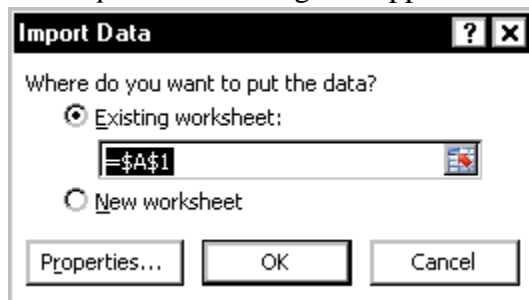 Import Data ? X
Where do you want to put the data?
Existing worksheet:
=$A$1
New worksheet
Properties... OK Cancel